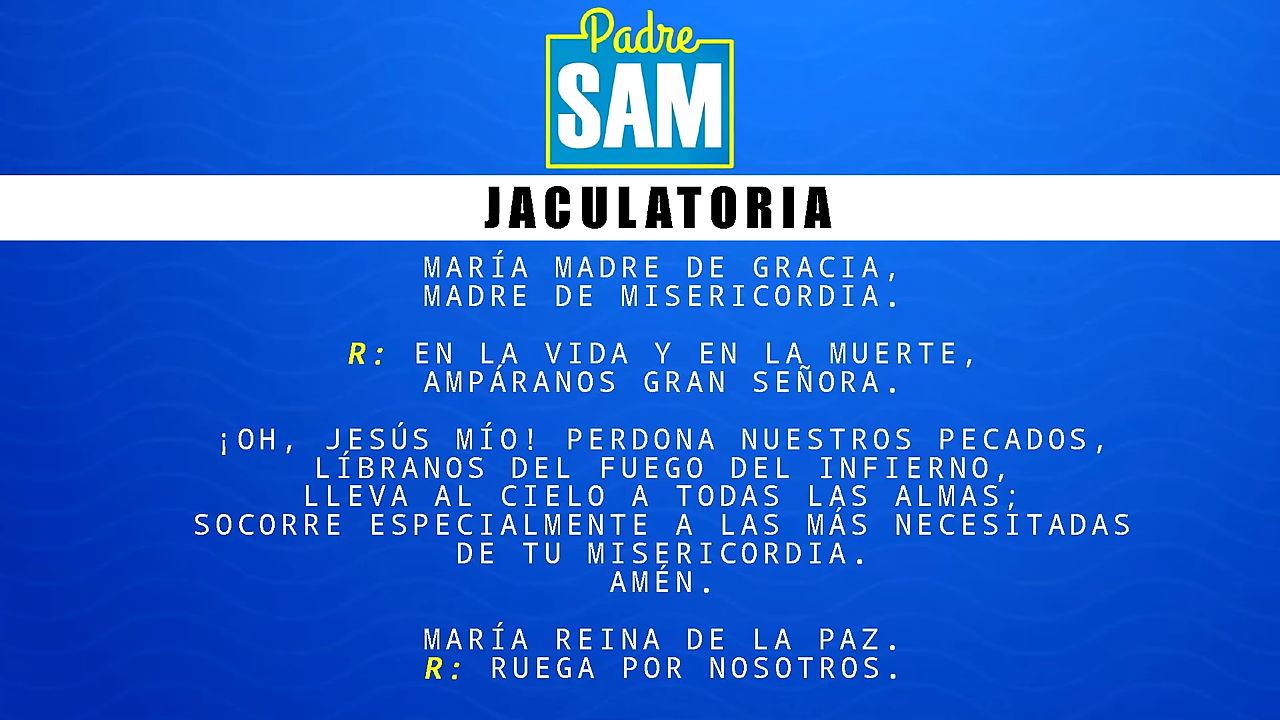 Padre
SAM
JACULATORIA
MARÍA MADRE DE GRACIA,
MADRE DE MISERICORDIA.
R: EN LA VIDA Y EN LA MUERTE,
AMPÁRANOS GRAN SEÑORA.
¡OH, JESÚS MÍO! PERDONA NUESTROS PECADOS,
LÍBRANOS DEL FUEGO DEL INFIERNO,
LLEVA AL CIELO A TODAS LAS ALMAS;
SOCORRE ESPECIALMENTE A LAS MÁS NECESITADAS
DE TU MISERICORDIA.
AMÉN.
MARÍA REINA DE LA PAZ.
R: RUEGA POR NOSOTROS.